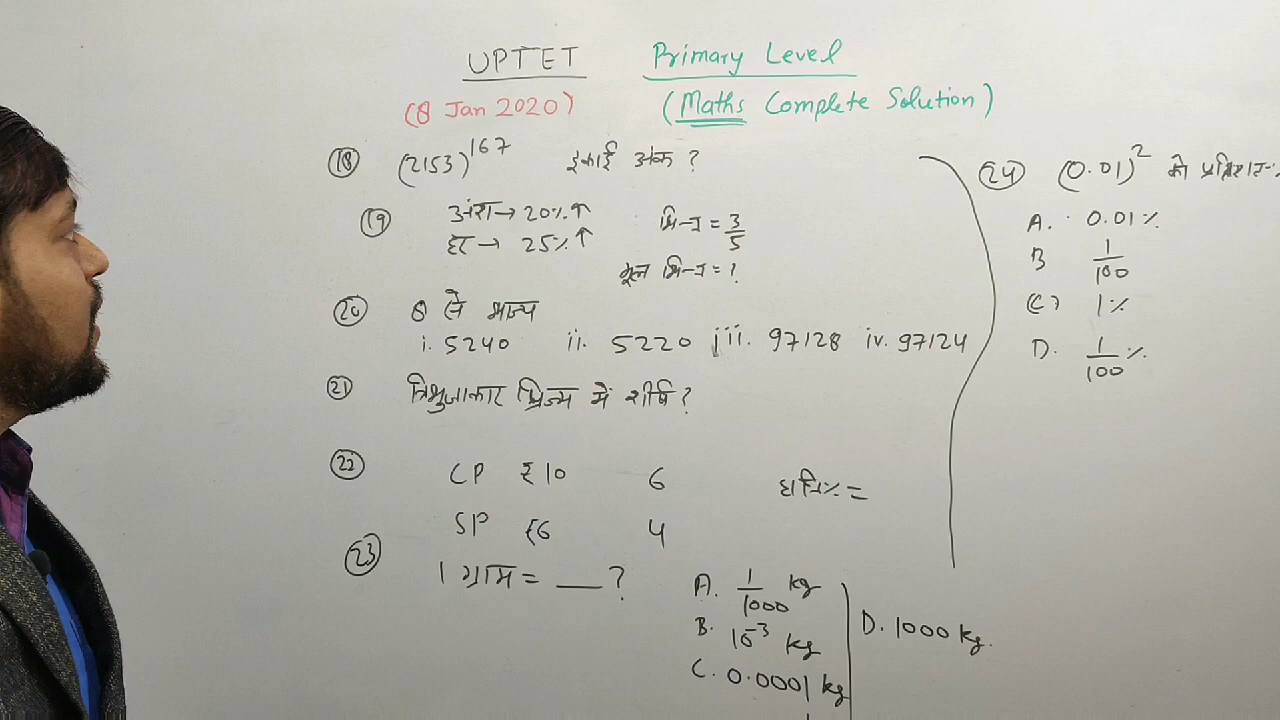 UPTET Primary Level
(8 Jan 2020) (Maths Complete Solution)
(18) (2153)^167 इकाई अंक ?
(19) अंश → 20% ↑ भिन्न = 3/5
हर → 25% ↑
मूल भिन्न = ?
(20) 8 से भाज्य
i. 5240 ii. 5220 iii. 97128 iv. 97124
(21) त्रिभुजाकार प्रिज्म में शीर्ष ?
(22) CP ₹10 6 हानि% =
SP ₹6 4
(23) 1 ग्राम = __ ?
A. 1/1000 kg
B. 10^-3 kg
C. 0.0001 kg
D. 1000 kg.
(24) (0.01)^2 को प्रतिशत
A. 0.01%
B 1/100
(C) 1%
D. 1/100 %.